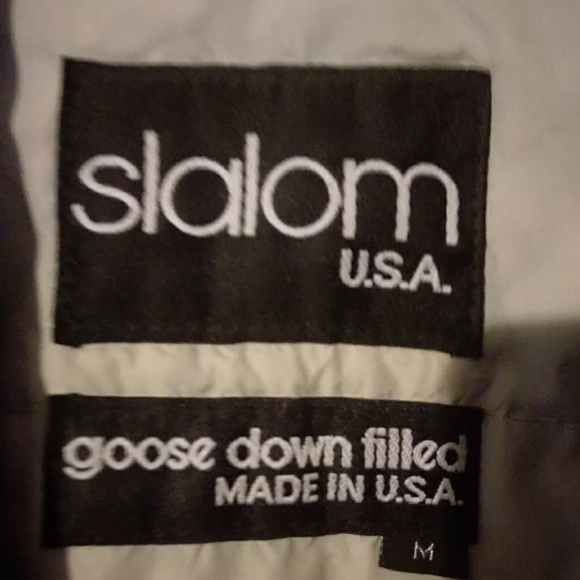 slalom
U.S.A.
goose down filled
MADE IN U.S.A.
M